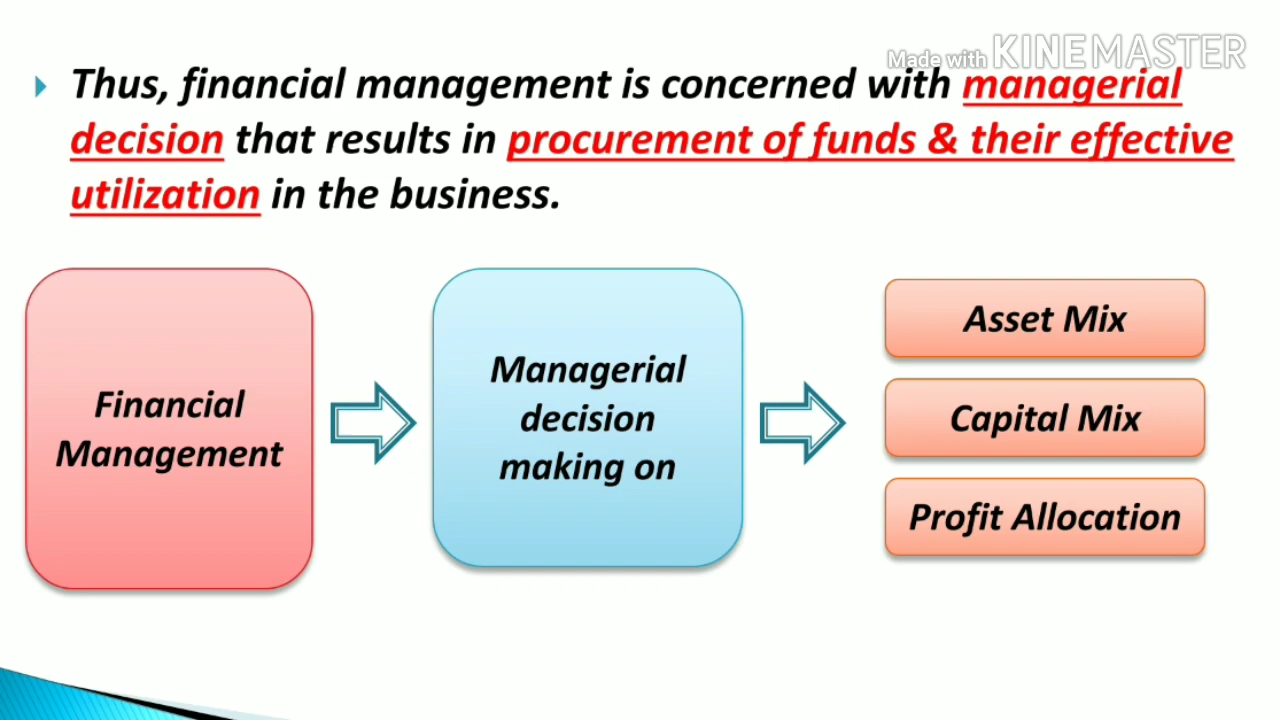 Made with KINEMASTER
Thus, financial management is concerned with managerial
decision that results in procurement of funds & their effective
utilization in the business.
Financial
Management
Managerial
decision
making on
Asset Mix
Capital Mix
Profit Allocation